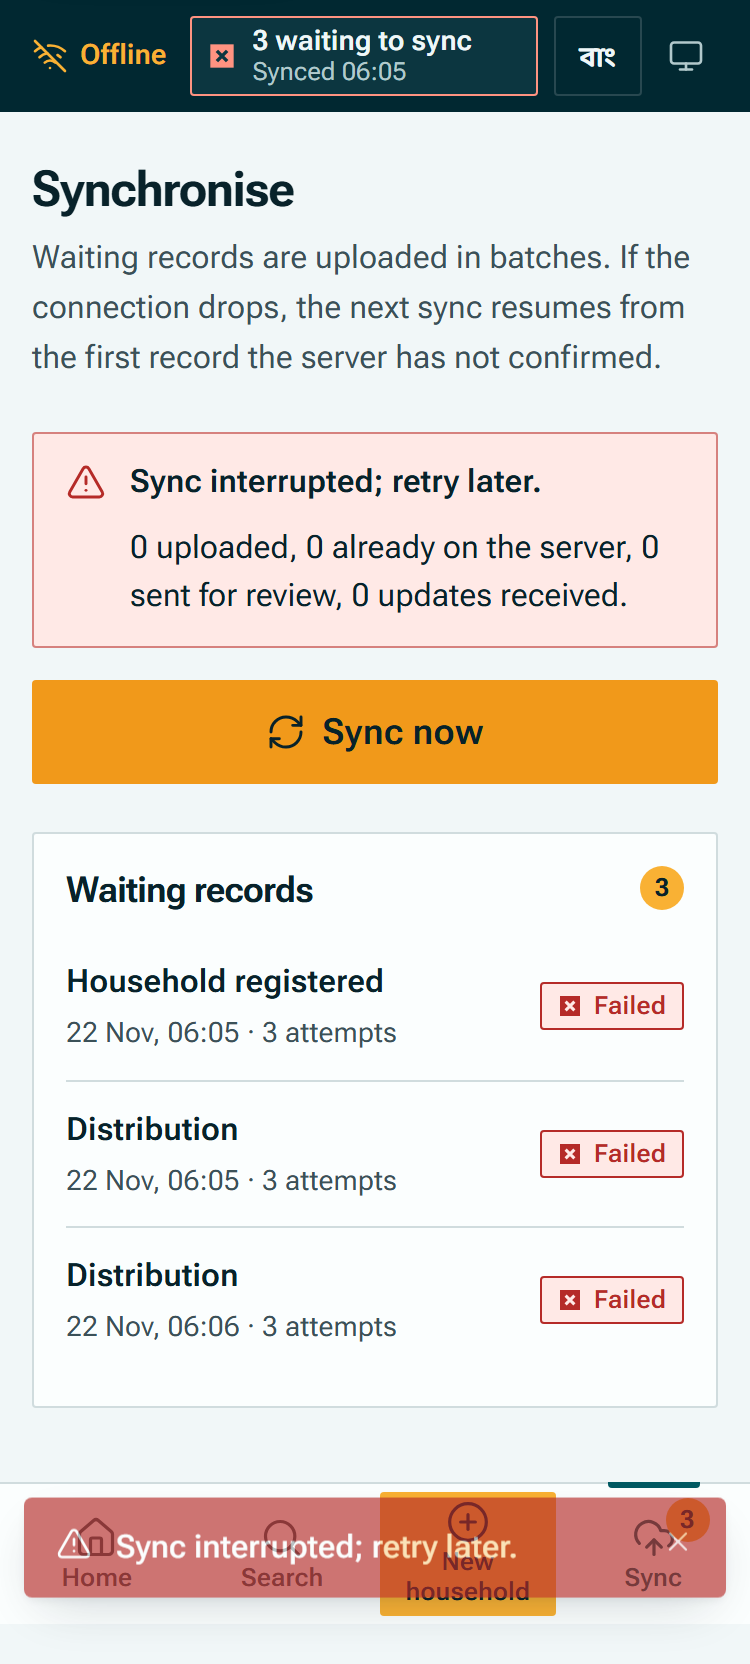 Offline
3 waiting to sync
Synced 06:05
বাং
Synchronise
Waiting records are uploaded in batches. If the
connection drops, the next sync resumes from
the first record the server has not confirmed.
Sync interrupted; retry later.
0 uploaded, 0 already on the server, 0
sent for review, 0 updates received.
Sync now
Waiting records
3
Household registered
22 Nov, 06:05 · 3 attempts
Failed
Distribution
22 Nov, 06:05 · 3 attempts
Failed
Distribution
22 Nov, 06:06 · 3 attempts
Failed
Sync interrupted; retry later.
Home
Search
New
household
3
Sync